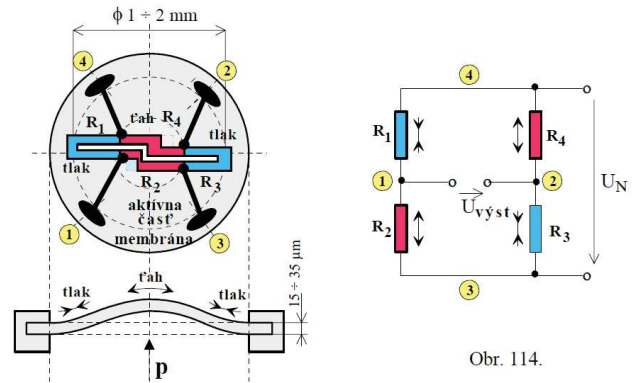 ϕ 1 ÷ 2 mm
4
2
R1
ťah
R4
tlak
tlak
R2
R3
aktívna
časť
membrána
1
3
ťah
tlak
tlak
15 ÷ 35 µm
p
4
R1
R4
1
2
Uvýst
UN
R2
R3
3
Obr. 114.